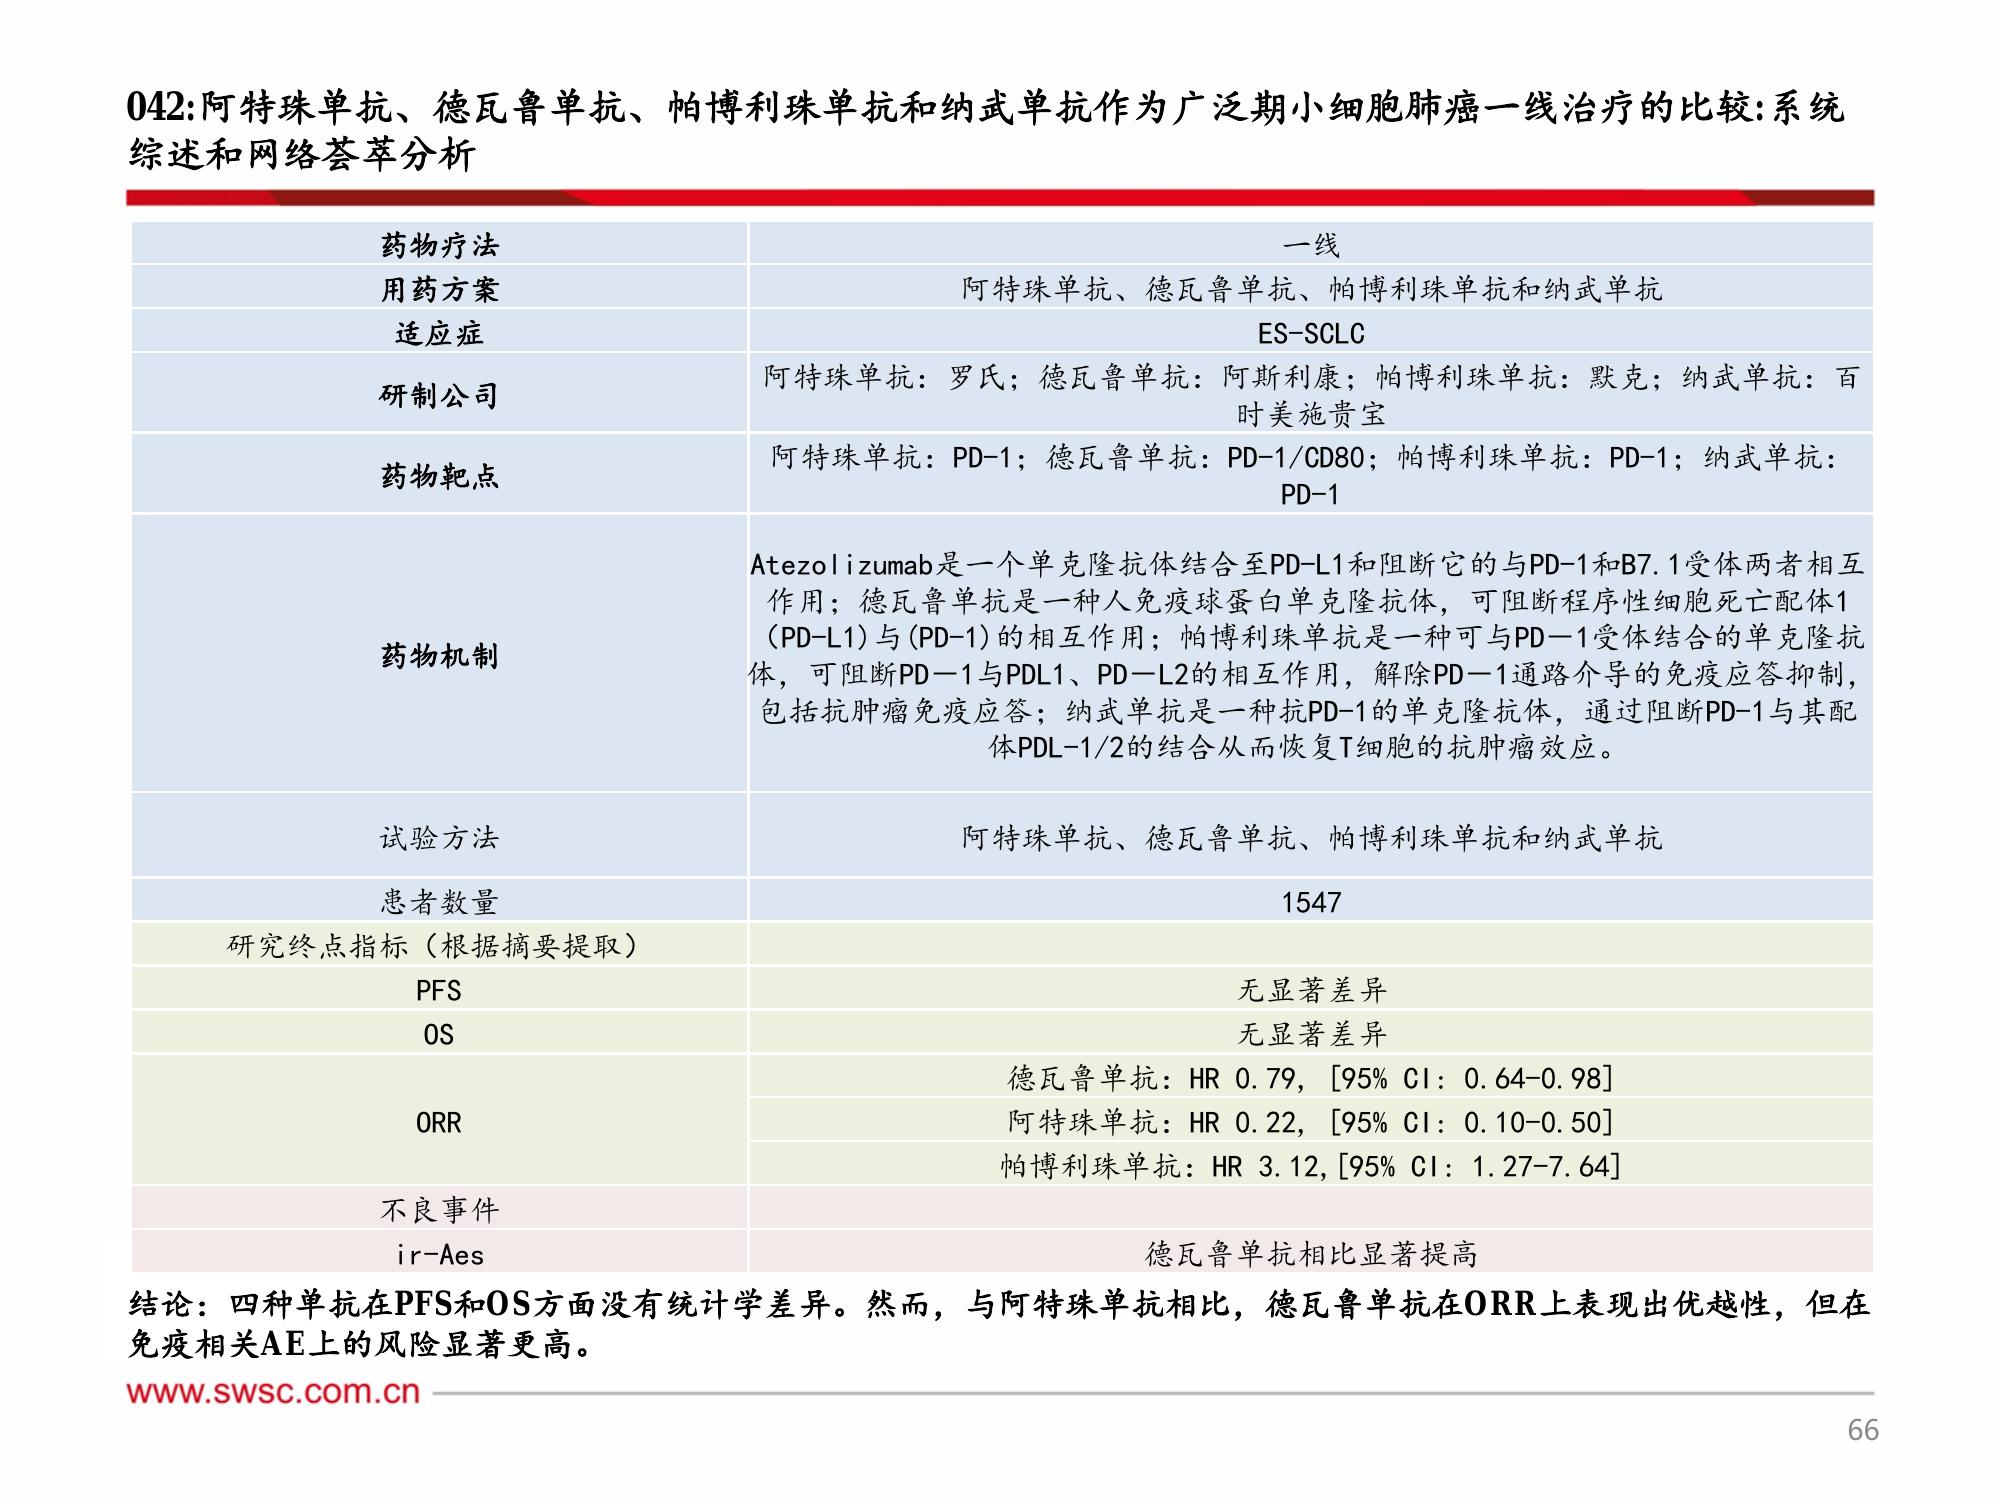 042:阿特珠单抗、德瓦鲁单抗、帕博利珠单抗和纳武单抗作为广泛期小细胞肺癌一线治疗的比较:系统
综述和网络荟萃分析
药物疗法
一线
用药方案
阿特珠单抗、德瓦鲁单抗、帕博利珠单抗和纳武单抗
适应症
ES-SCLC
研制公司
阿特珠单抗：罗氏；德瓦鲁单抗：阿斯利康；帕博利珠单抗：默克；纳武单抗：百
时美施贵宝
药物靶点
阿特珠单抗：PD-1；德瓦鲁单抗：PD-1/CD80；帕博利珠单抗：PD-1；纳武单抗：
PD-1
药物机制
Atezolizumab是一个单克隆抗体结合至PD-L1和阻断它的与PD-1和B7.1受体两者相互
作用；德瓦鲁单抗是一种人免疫球蛋白单克隆抗体，可阻断程序性细胞死亡配体1
（PD-L1)与(PD-1)的相互作用；帕博利珠单抗是一种可与PD－1受体结合的单克隆抗
体，可阻断PD－1与PDL1、PD－L2的相互作用，解除PD－1通路介导的免疫应答抑制，
包括抗肿瘤免疫应答；纳武单抗是一种抗PD-1的单克隆抗体，通过阻断PD-1与其配
体PDL-1/2的结合从而恢复T细胞的抗肿瘤效应。
试验方法
阿特珠单抗、德瓦鲁单抗、帕博利珠单抗和纳武单抗
患者数量
1547
研究终点指标（根据摘要提取）
PFS
无显著差异
OS
无显著差异
ORR
德瓦鲁单抗：HR 0.79, [95% CI: 0.64-0.98]
阿特珠单抗：HR 0.22, [95% CI: 0.10-0.50]
帕博利珠单抗：HR 3.12,[95% CI: 1.27-7.64]
不良事件
ir-Aes
德瓦鲁单抗相比显著提高
结论：四种单抗在PFS和OS方面没有统计学差异。然而，与阿特珠单抗相比，德瓦鲁单抗在ORR上表现出优越性，但在
免疫相关AE上的风险显著更高。
www.swsc.com.cn
66